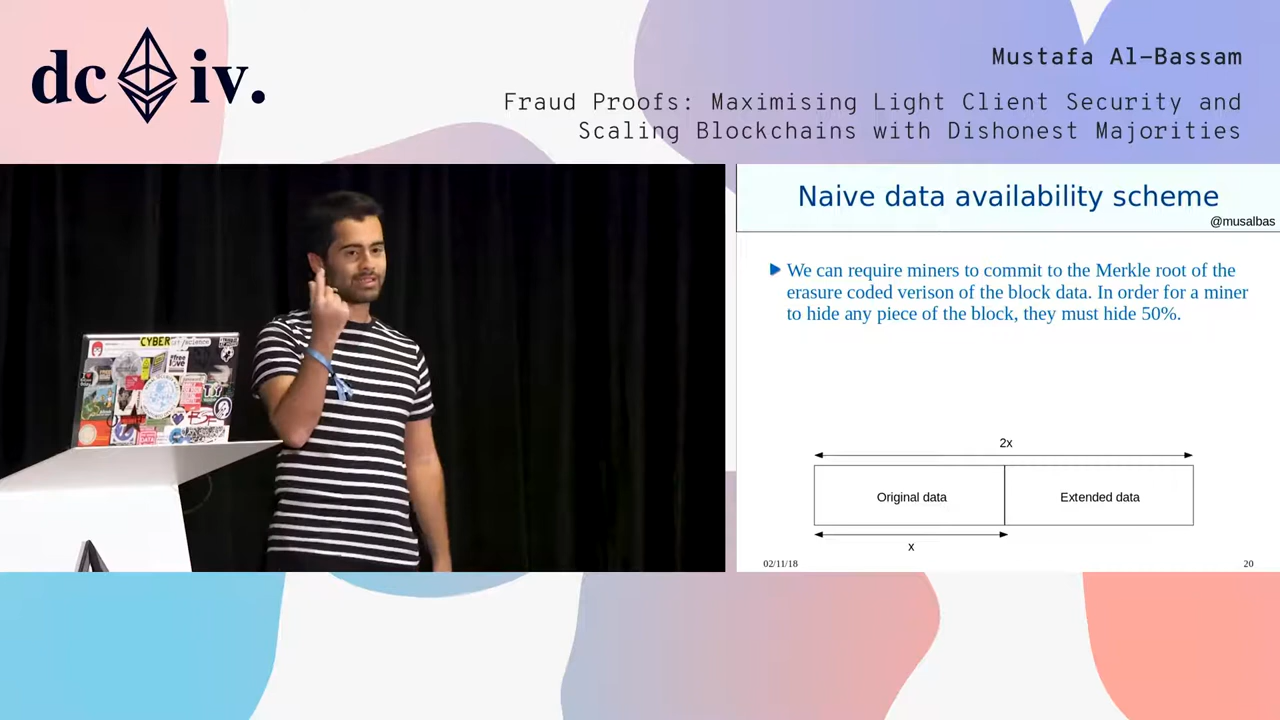 dc iv.
Mustafa Al-Bassam
Fraud Proofs: Maximising Light Client Security and
Scaling Blockchains with Dishonest Majorities
Naive data availability scheme
@musalbas
We can require miners to commit to the Merkle root of the
erasure coded verison of the block data. In order for a miner
to hide any piece of the block, they must hide 50%.
2x
Original data
Extended data
x
02/11/18
20
CYBER